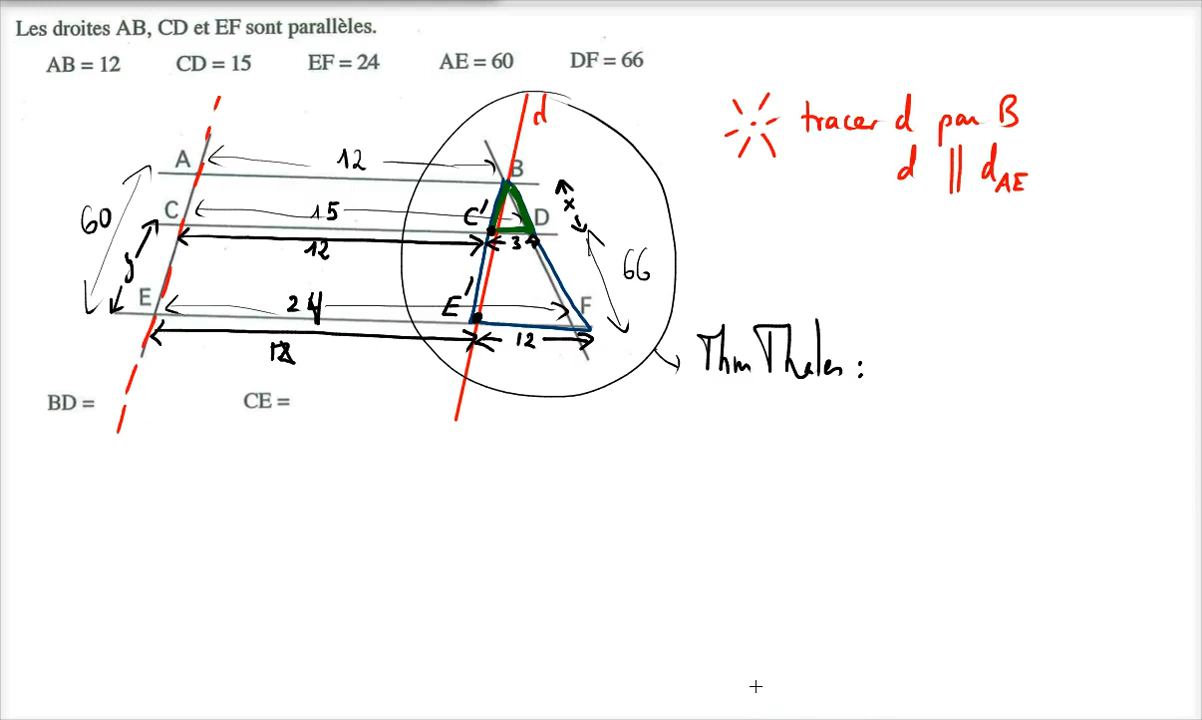 Les droites AB, CD et EF sont parallèles.
AB = 12 CD = 15 EF = 24 AE = 60 DF = 66
d
tracer d par B
d || dAE
A 12 B
C 15 C' D x
60 12 3
y 66
E 24 E' F
12 12
Thm Thales :
BD = CE =